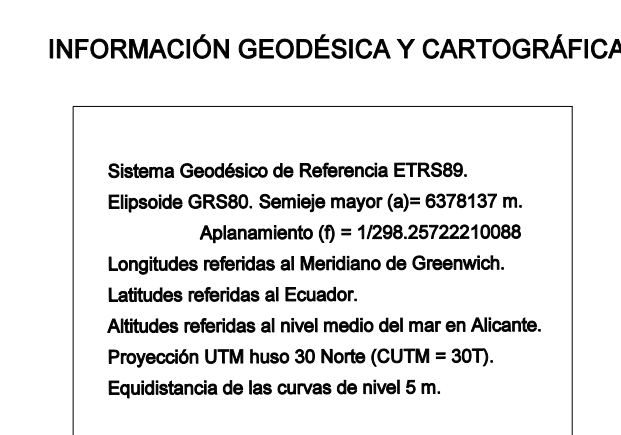 INFORMACIÓN GEODÉSICA Y CARTOGRÁFICA
Sistema Geodésico de Referencia ETRS89.
Elipsoide GRS80. Semieje mayor (a)= 6378137 m.
Aplanamiento (f) = 1/298.25722210088
Longitudes referidas al Meridiano de Greenwich.
Latitudes referidas al Ecuador.
Altitudes referidas al nivel medio del mar en Alicante.
Proyección UTM huso 30 Norte (CUTM = 30T).
Equidistancia de las curvas de nivel 5 m.